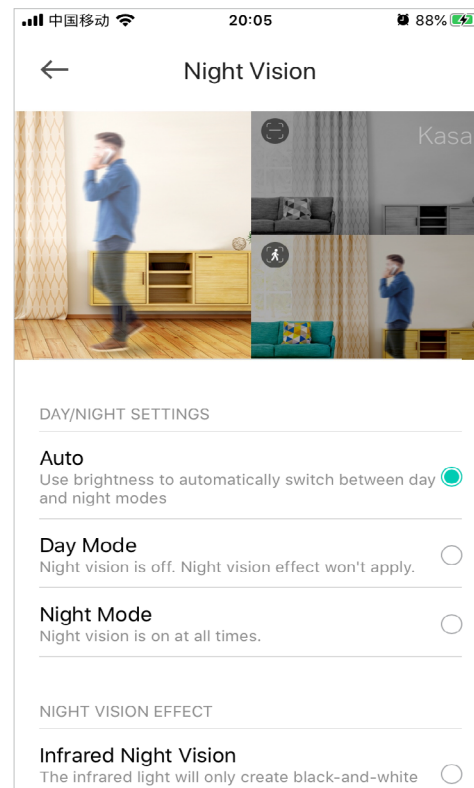 中国移动 20:05 88%
Night Vision
Kasa
DAY/NIGHT SETTINGS
Auto
Use brightness to automatically switch between day
and night modes
Day Mode
Night vision is off. Night vision effect won't apply.
Night Mode
Night vision is on at all times.
NIGHT VISION EFFECT
Infrared Night Vision
The infrared light will only create black-and-white